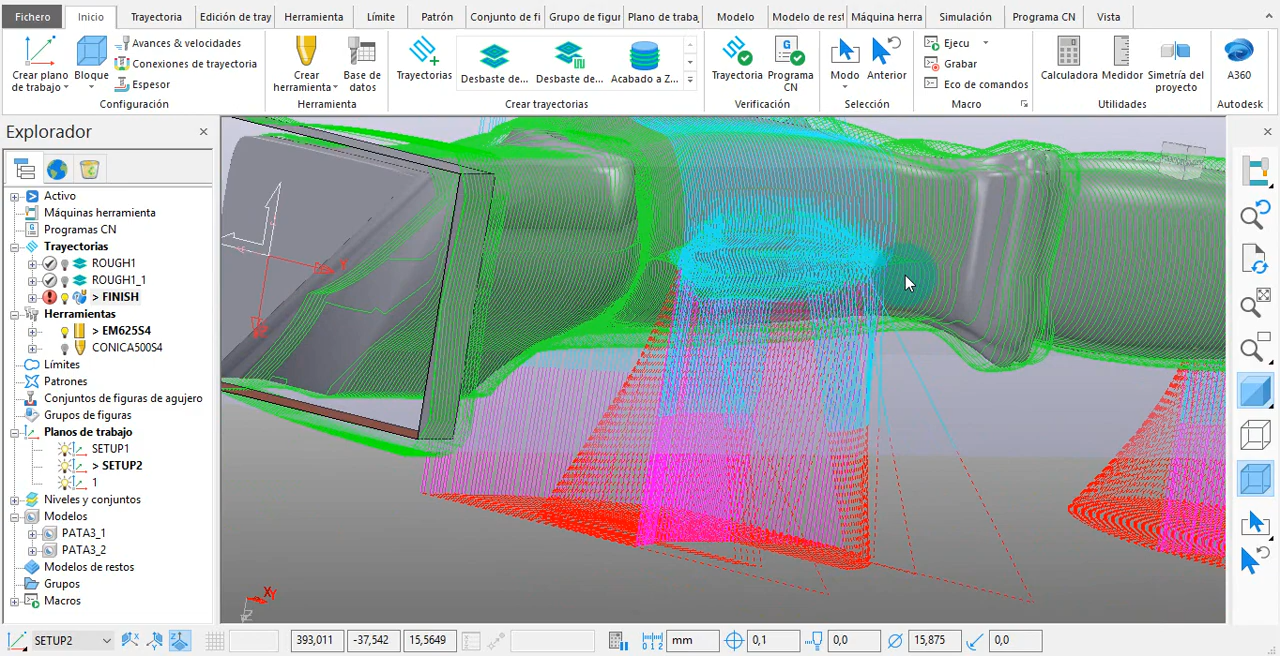 Fichero Inicio Trayectoria Edición de tray Herramienta Límite Patrón Conjunto de fi Grupo de figur Plano de traba Modelo Modelo de rest Máquina herra Simulación Programa CN Vista
Crear plano de trabajo
Bloque
Avances & velocidades
Conexiones de trayectoria
Espesor
Configuración
Crear herramienta
Base de datos
Herramienta
Trayectorias
Desbaste de...
Desbaste de...
Acabado a Z...
Crear trayectorias
Trayectoria
G
Programa CN
Verificación
Modo
Anterior
Selección
Ejecu
Grabar
Eco de comandos
Macro
Calculadora
Medidor
Simetría del proyecto
Utilidades
A360
Autodesk
Explorador
Activo
Máquinas herramienta
Programas CN
Trayectorias
ROUGH1
ROUGH1_1
> FINISH
Herramientas
> EM625S4
CONICA500S4
Límites
Patrones
Conjuntos de figuras de agujero
Grupos de figuras
Planos de trabajo
SETUP1
> SETUP2
1
Niveles y conjuntos
Modelos
PATA3_1
PATA3_2
Modelos de restos
Grupos
Macros
SETUP2
393,011
-37,542
15,5649
mm
0,1
0,0
15,875
0,0